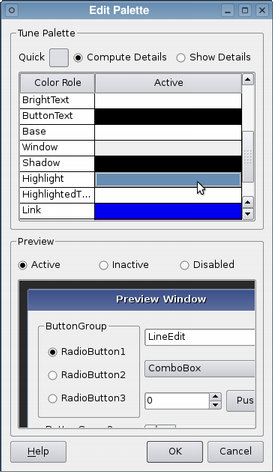 Edit Palette
Tune Palette
Quick Compute Details Show Details
Color Role Active
BrightText
ButtonText
Base
Window
Shadow
Highlight
HighlightedT...
Link
Preview
Active Inactive Disabled
Preview Window
ButtonGroup
LineEdit
RadioButton1
ComboBox
RadioButton2
RadioButton3
0 Pus
Help OK Cancel